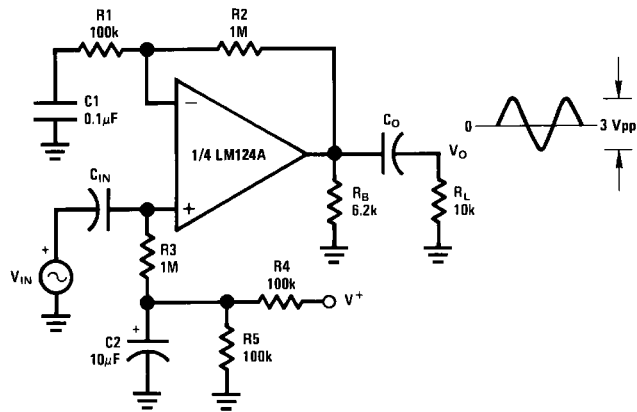 R1
100k
R2
1M
C1
0.1μF
−
+
1/4 LM124A
CO
VO
0
3 Vpp
CIN
RB
6.2k
RL
10k
+
VIN
R3
1M
R4
100k
V+
+
C2
10μF
R5
100k